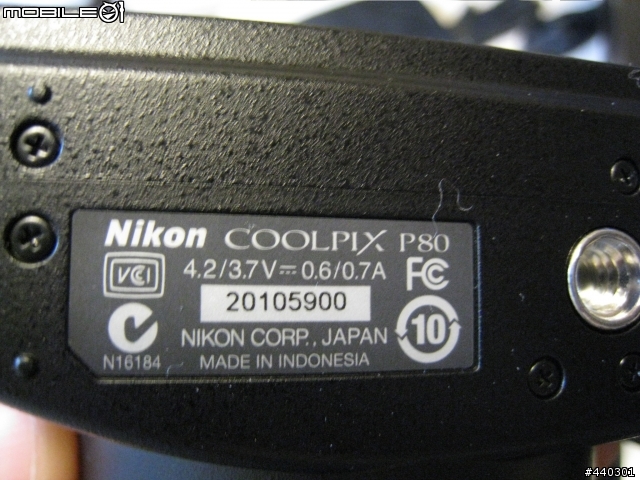 MOBILE01
Nikon COOLPIX P80
VCI 4.2/3.7V⎓0.6/0.7A FC
20105900
10
NIKON CORP., JAPAN
N16184 MADE IN INDONESIA
#440301